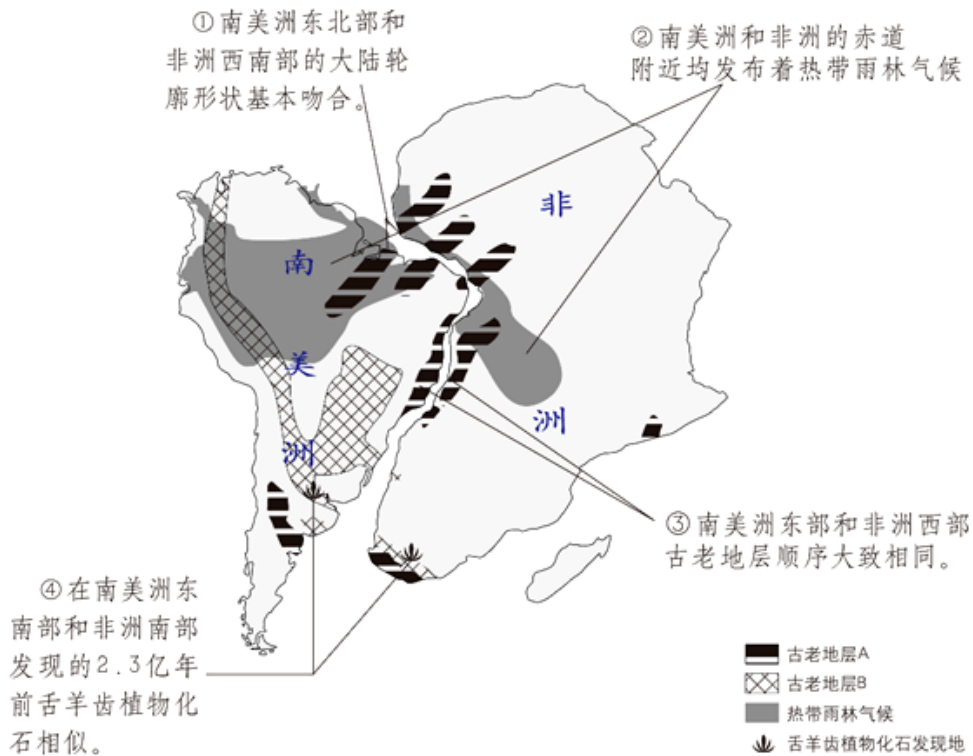 ①南美洲东北部和
非洲西南部的大陆轮
廓形状基本吻合。
②南美洲和非洲的赤道
附近均发布着热带雨林气候
非
南
美
洲
洲
③南美洲东部和非洲西部
古老地层顺序大致相同。
④在南美洲东
南部和非洲南部
发现的2.3亿年
前舌羊齿植物化
石相似。
古老地层A
古老地层B
热带雨林气候
舌羊齿植物化石发现地